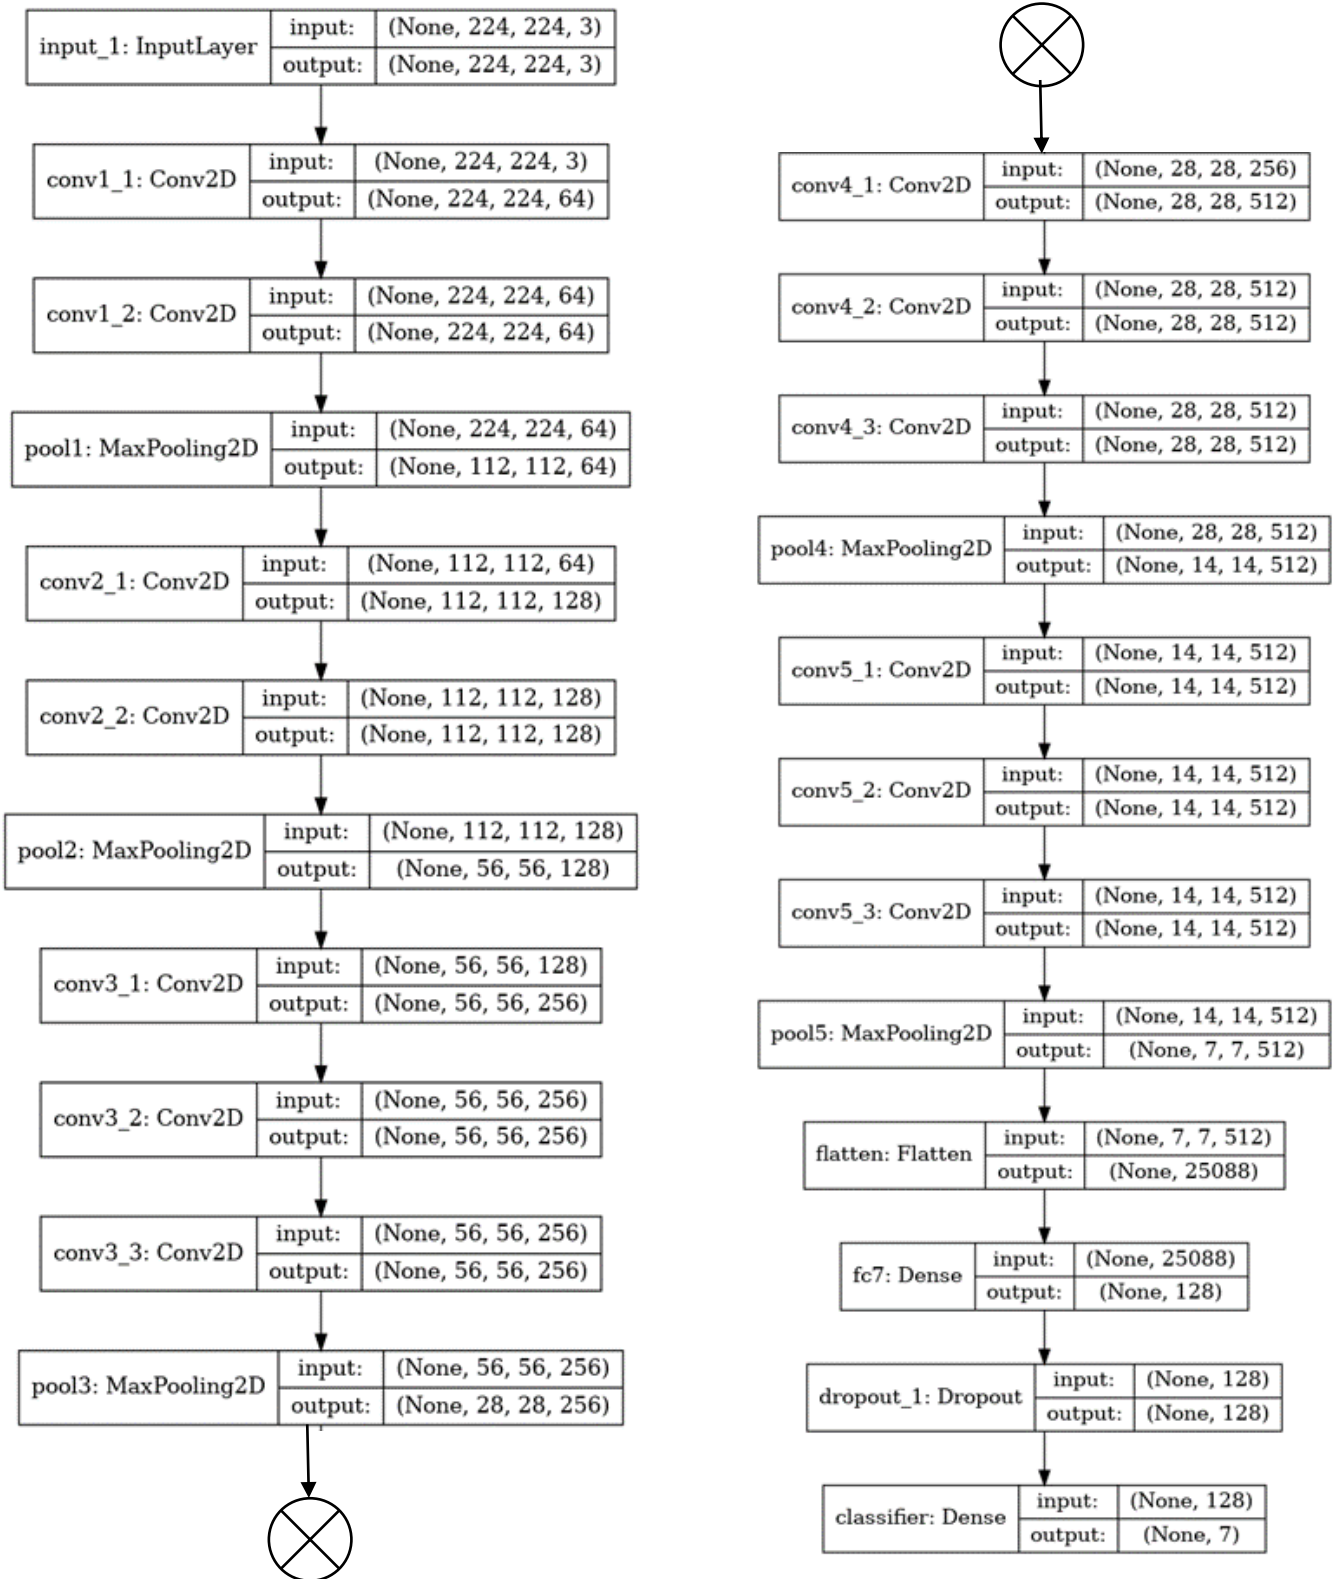 input_1: InputLayer
input: (None, 224, 224, 3)
output: (None, 224, 224, 3)
conv1_1: Conv2D
input: (None, 224, 224, 3)
output: (None, 224, 224, 64)
conv1_2: Conv2D
input: (None, 224, 224, 64)
output: (None, 224, 224, 64)
pool1: MaxPooling2D
input: (None, 224, 224, 64)
output: (None, 112, 112, 64)
conv2_1: Conv2D
input: (None, 112, 112, 64)
output: (None, 112, 112, 128)
conv2_2: Conv2D
input: (None, 112, 112, 128)
output: (None, 112, 112, 128)
pool2: MaxPooling2D
input: (None, 112, 112, 128)
output: (None, 56, 56, 128)
conv3_1: Conv2D
input: (None, 56, 56, 128)
output: (None, 56, 56, 256)
conv3_2: Conv2D
input: (None, 56, 56, 256)
output: (None, 56, 56, 256)
conv3_3: Conv2D
input: (None, 56, 56, 256)
output: (None, 56, 56, 256)
pool3: MaxPooling2D
input: (None, 56, 56, 256)
output: (None, 28, 28, 256)
conv4_1: Conv2D
input: (None, 28, 28, 256)
output: (None, 28, 28, 512)
conv4_2: Conv2D
input: (None, 28, 28, 512)
output: (None, 28, 28, 512)
conv4_3: Conv2D
input: (None, 28, 28, 512)
output: (None, 28, 28, 512)
pool4: MaxPooling2D
input: (None, 28, 28, 512)
output: (None, 14, 14, 512)
conv5_1: Conv2D
input: (None, 14, 14, 512)
output: (None, 14, 14, 512)
conv5_2: Conv2D
input: (None, 14, 14, 512)
output: (None, 14, 14, 512)
conv5_3: Conv2D
input: (None, 14, 14, 512)
output: (None, 14, 14, 512)
pool5: MaxPooling2D
input: (None, 14, 14, 512)
output: (None, 7, 7, 512)
flatten: Flatten
input: (None, 7, 7, 512)
output: (None, 25088)
fc7: Dense
input: (None, 25088)
output: (None, 128)
dropout_1: Dropout
input: (None, 128)
output: (None, 128)
classifier: Dense
input: (None, 128)
output: (None, 7)